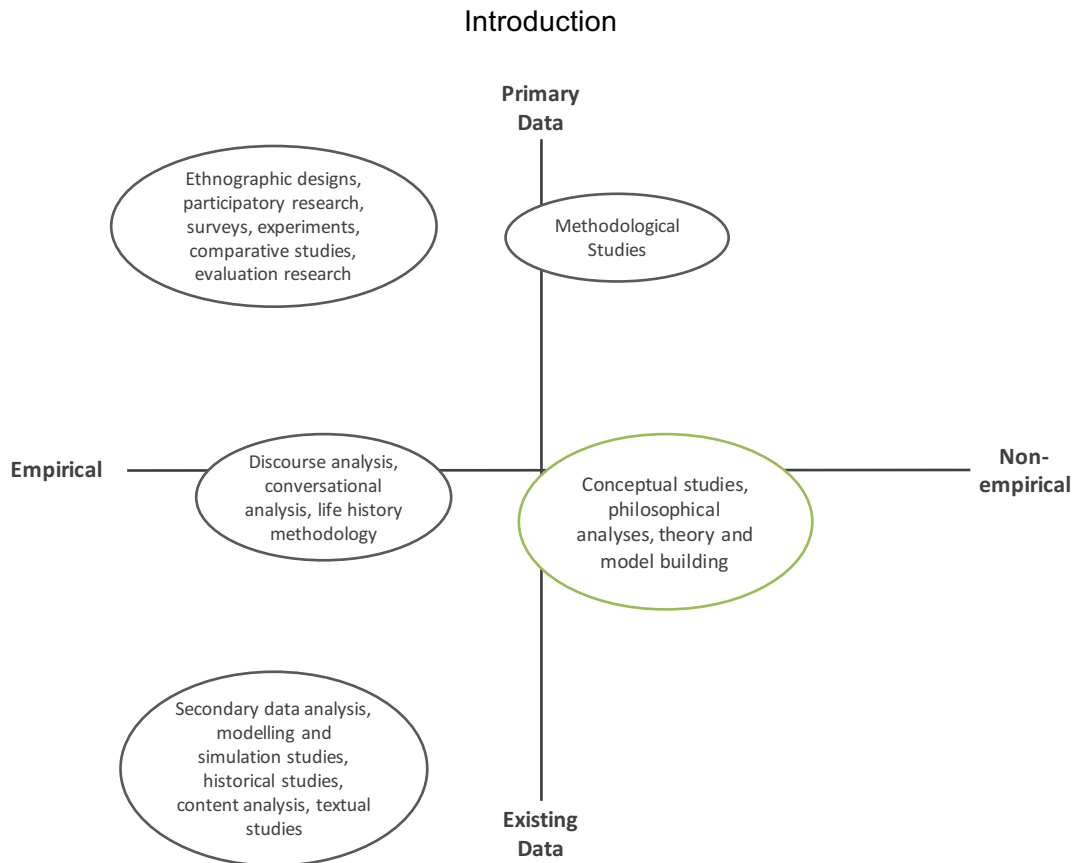 Introduction
Primary
Data
Ethnographic designs,
participatory research,
surveys, experiments,
comparative studies,
evaluation research
Methodological
Studies
Empirical
Discourse analysis,
conversational
analysis, life history
methodology
Conceptual studies,
philosophical
analyses, theory and
model building
Non-
empirical
Secondary data analysis,
modelling and
simulation studies,
historical studies,
content analysis, textual
studies
Existing
Data